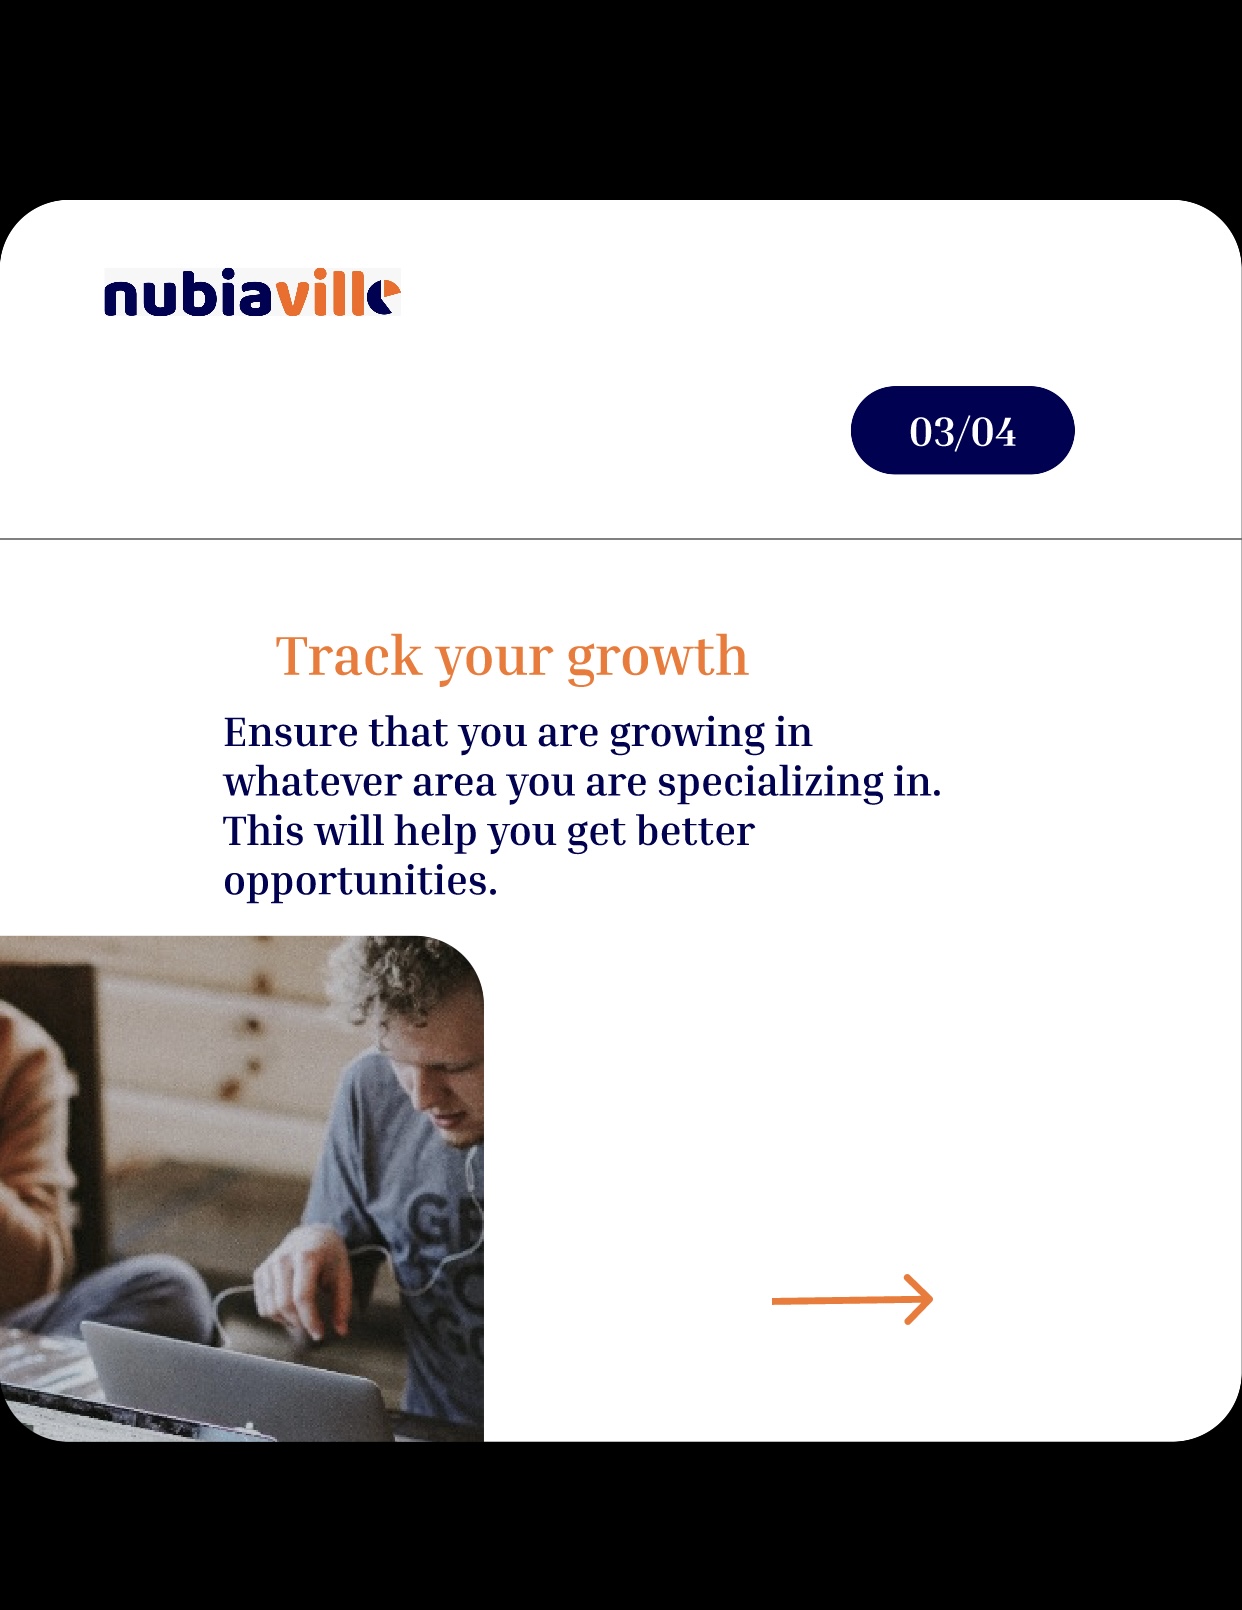 nubiaville
03/04
Track your growth
Ensure that you are growing in
whatever area you are specializing in.
This will help you get better
opportunities.